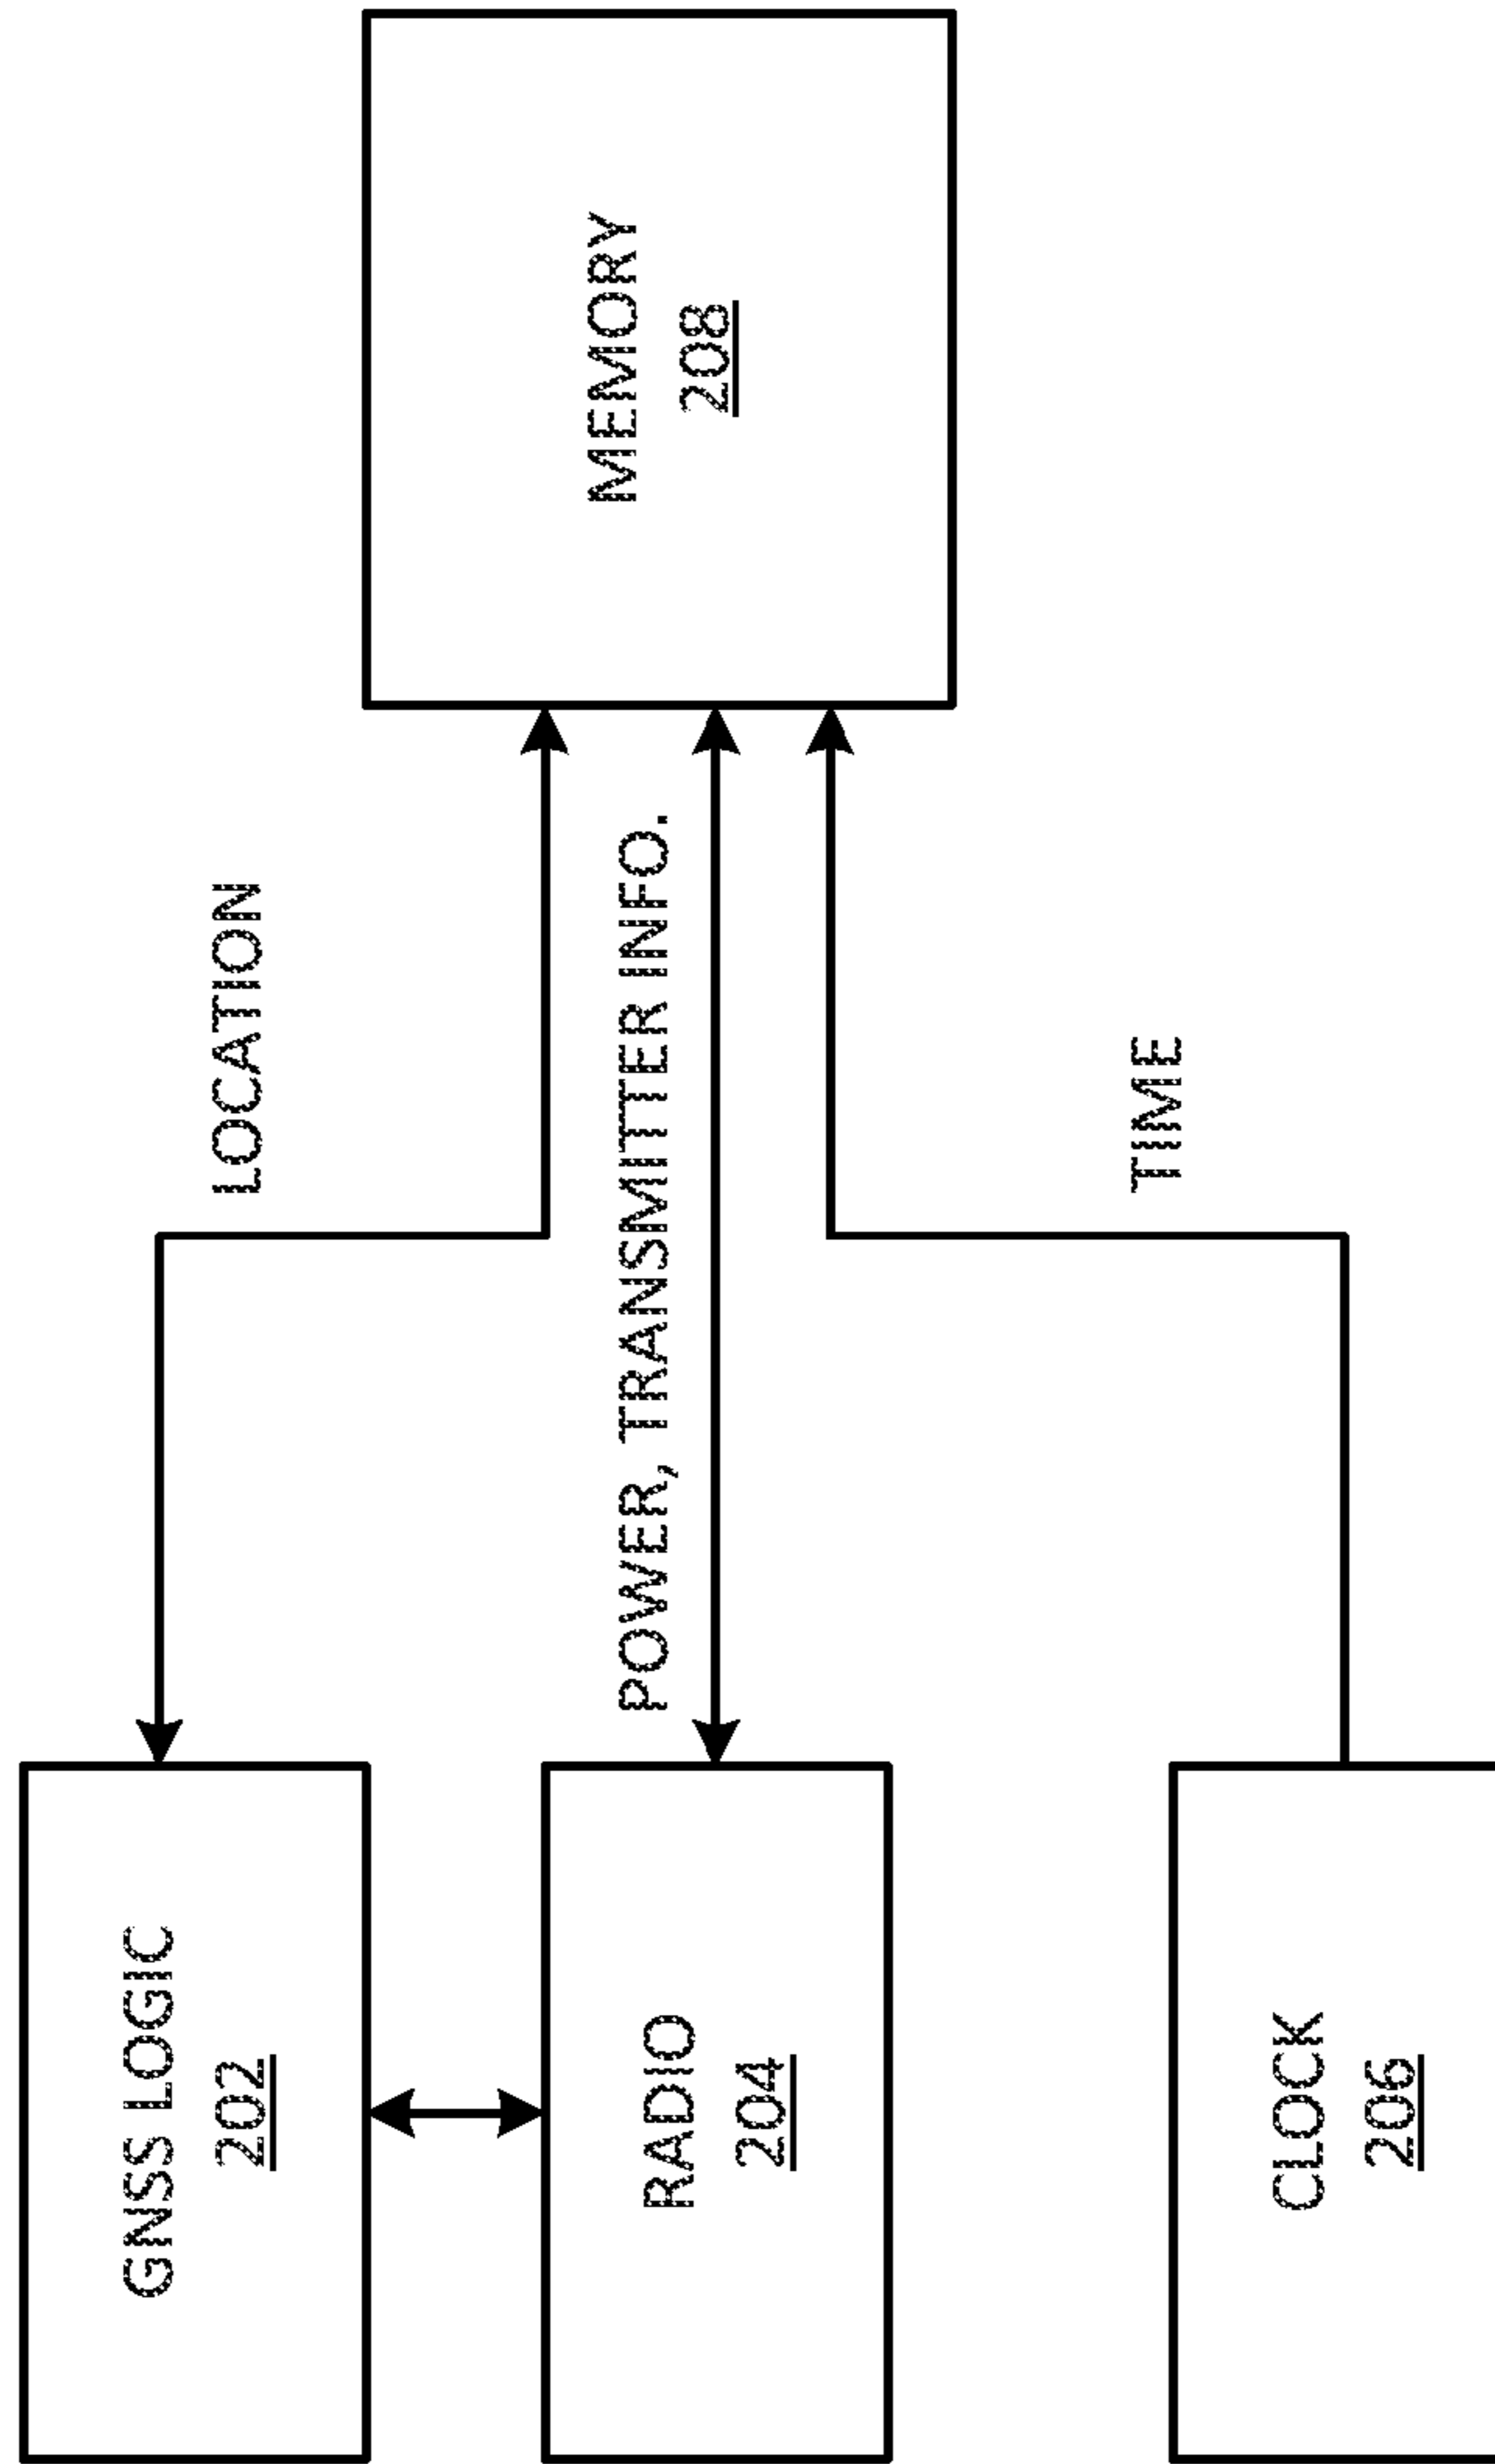 GNSS LOGIC
202
LOCATION
RADIO
204
POWER, TRANSMITTER INFO.
MEMORY
208
TIME
CLOCK
206